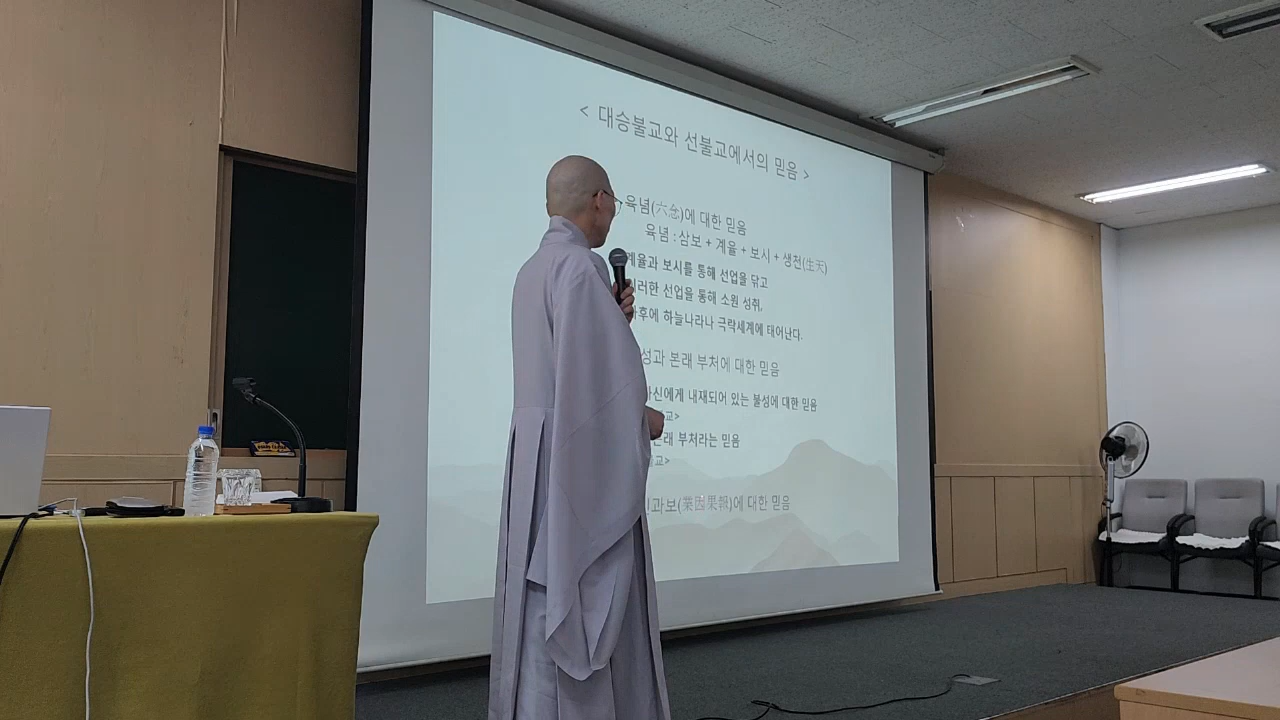 < 대승불교와 선불교에서의 믿음 >
육념(六念)에 대한 믿음
육념 : 삼보 + 계율 + 보시 + 생천(生天)
계율과 보시를 통해 선업을 닦고
러한 선업을 통해 소원 성취,
후에 하늘나라나 극락세계에 태어난다.
성과 본래 부처에 대한 믿음
자신에게 내재되어 있는 불성에 대한 믿음
교>
본래 부처라는 믿음
교>
인과보(業因果報)에 대한 믿음